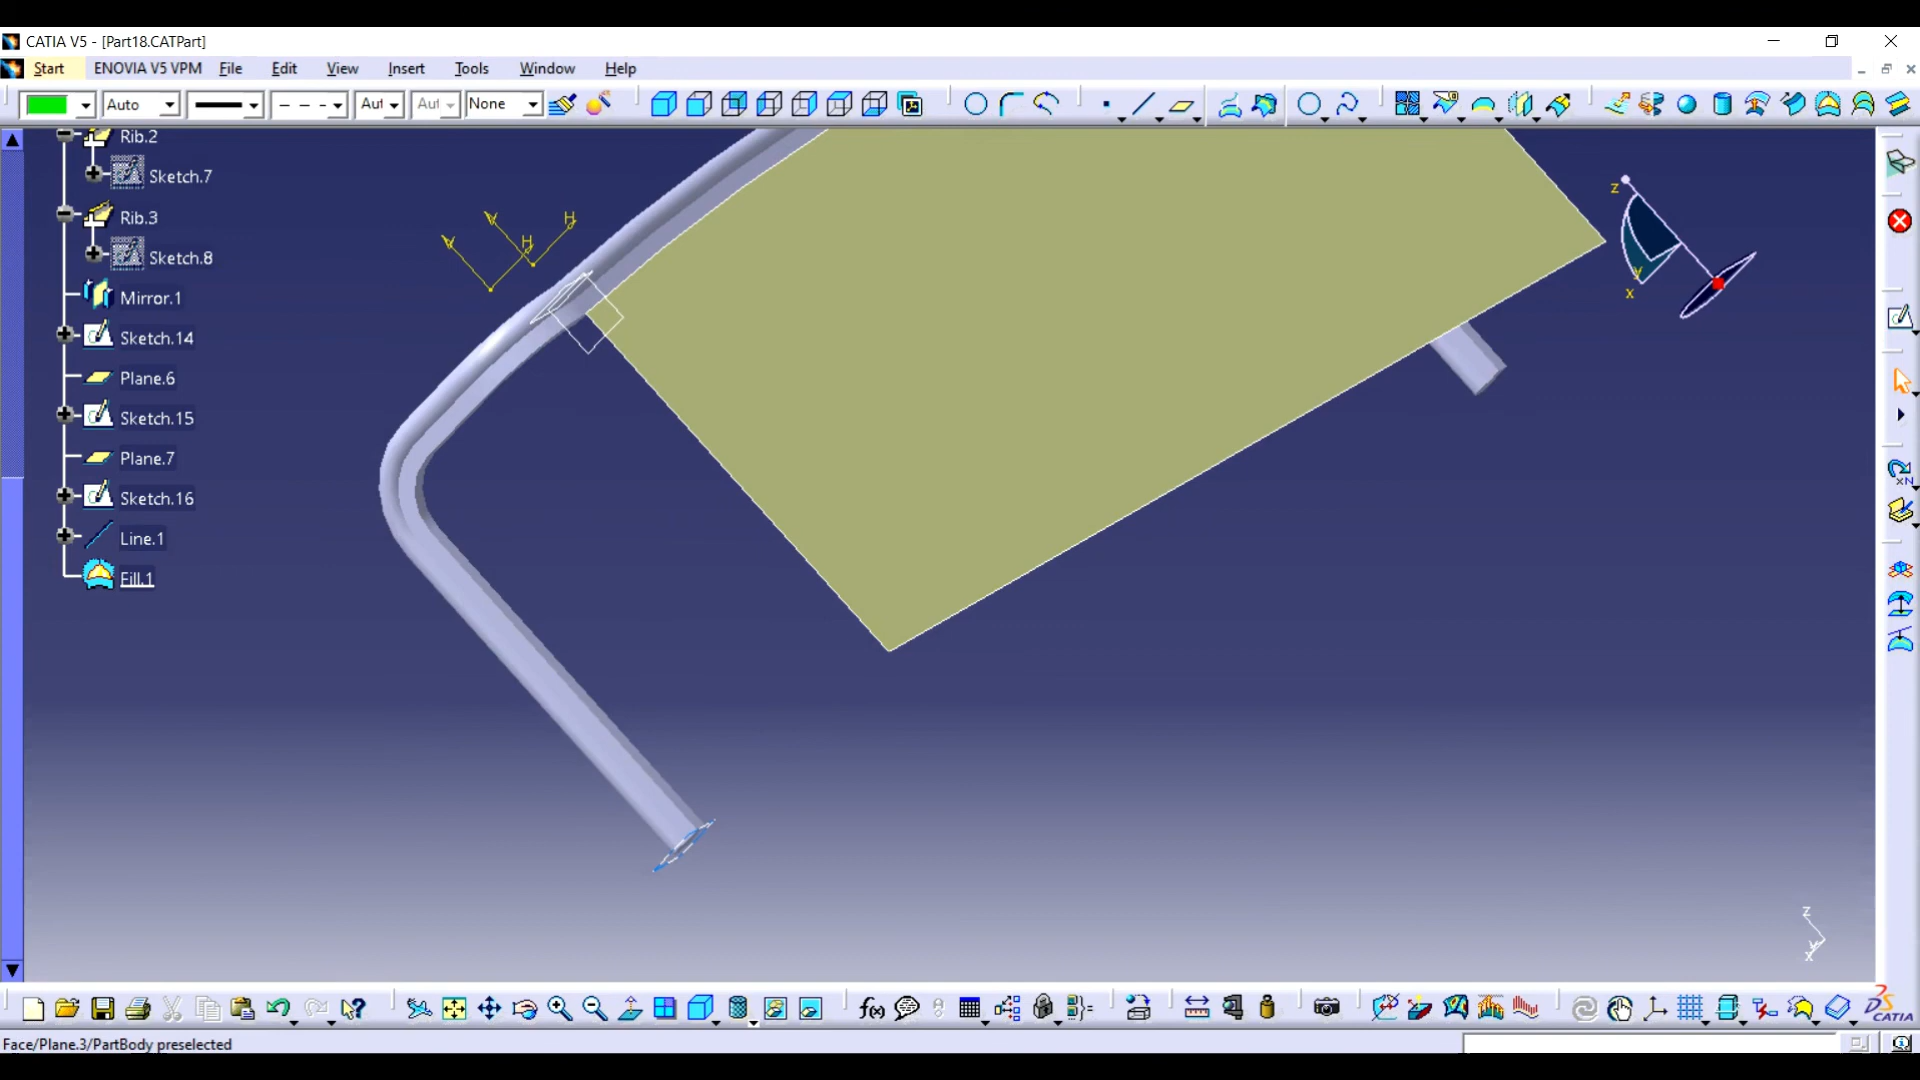 CATIA V5 - [Part18.CATPart]
Start ENOVIA V5 VPM File Edit View Insert Tools Window Help
Auto Aut Aut None
Rib.2
Sketch.7
Rib.3
Sketch.8
Mirror.1
Sketch.14
Plane.6
Sketch.15
Plane.7
Sketch.16
Line.1
Fill.1
V V H H
z
y
x
z
y
x
f(x)
CATIA
Face/Plane.3/PartBody preselected